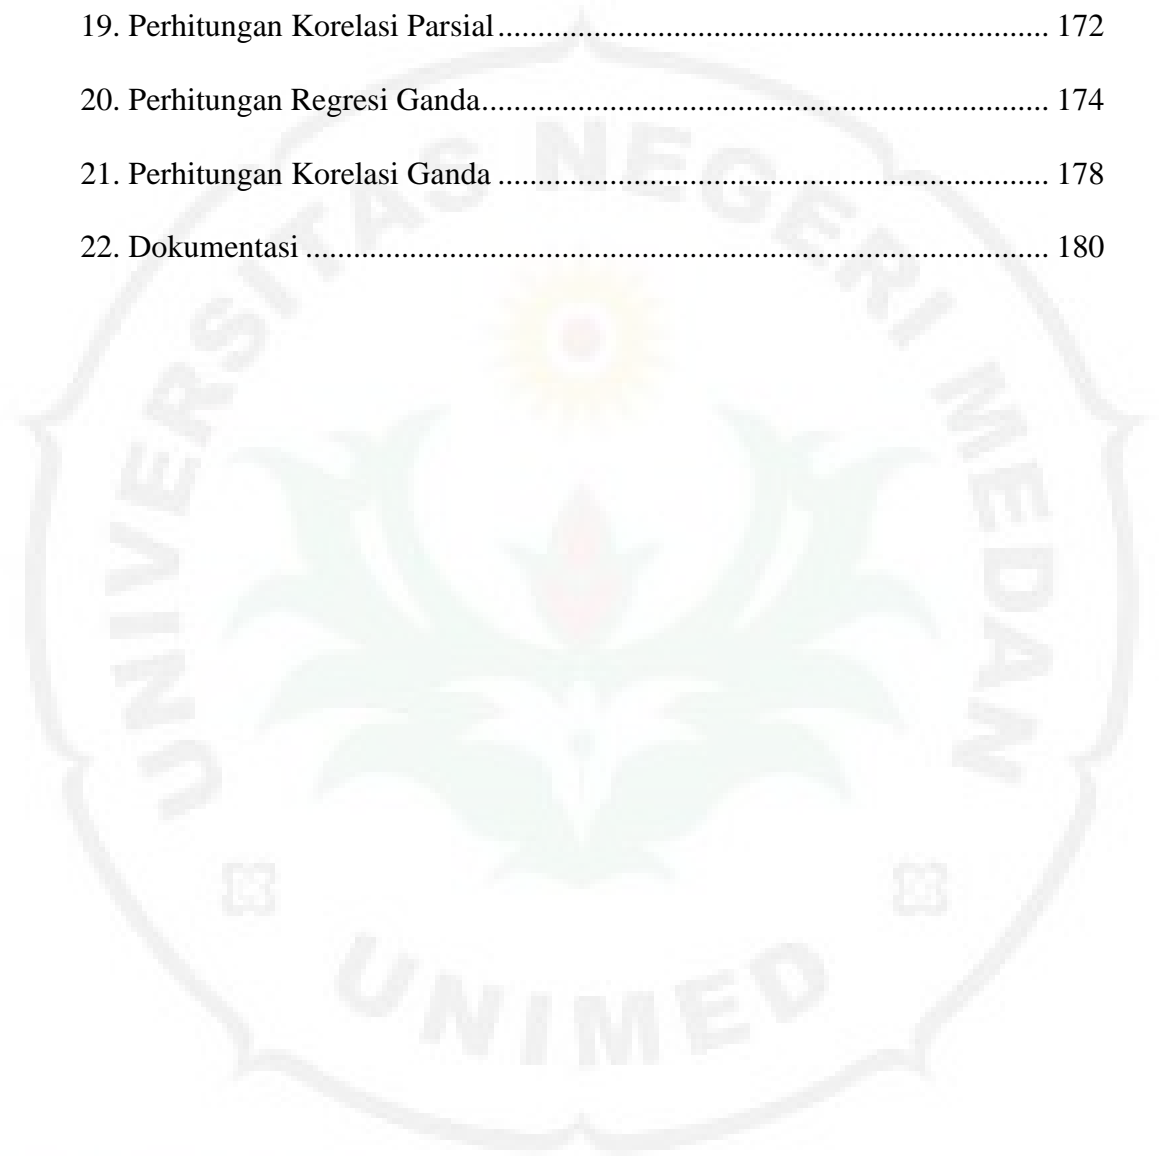 19. Perhitungan Korelasi Parsial ..................................................................... 172
20. Perhitungan Regresi Ganda....................................................................... 174
21. Perhitungan Korelasi Ganda ..................................................................... 178
22. Dokumentasi ............................................................................................. 180
UNIVERSITAS NEGERI MEDAN
UNIMED